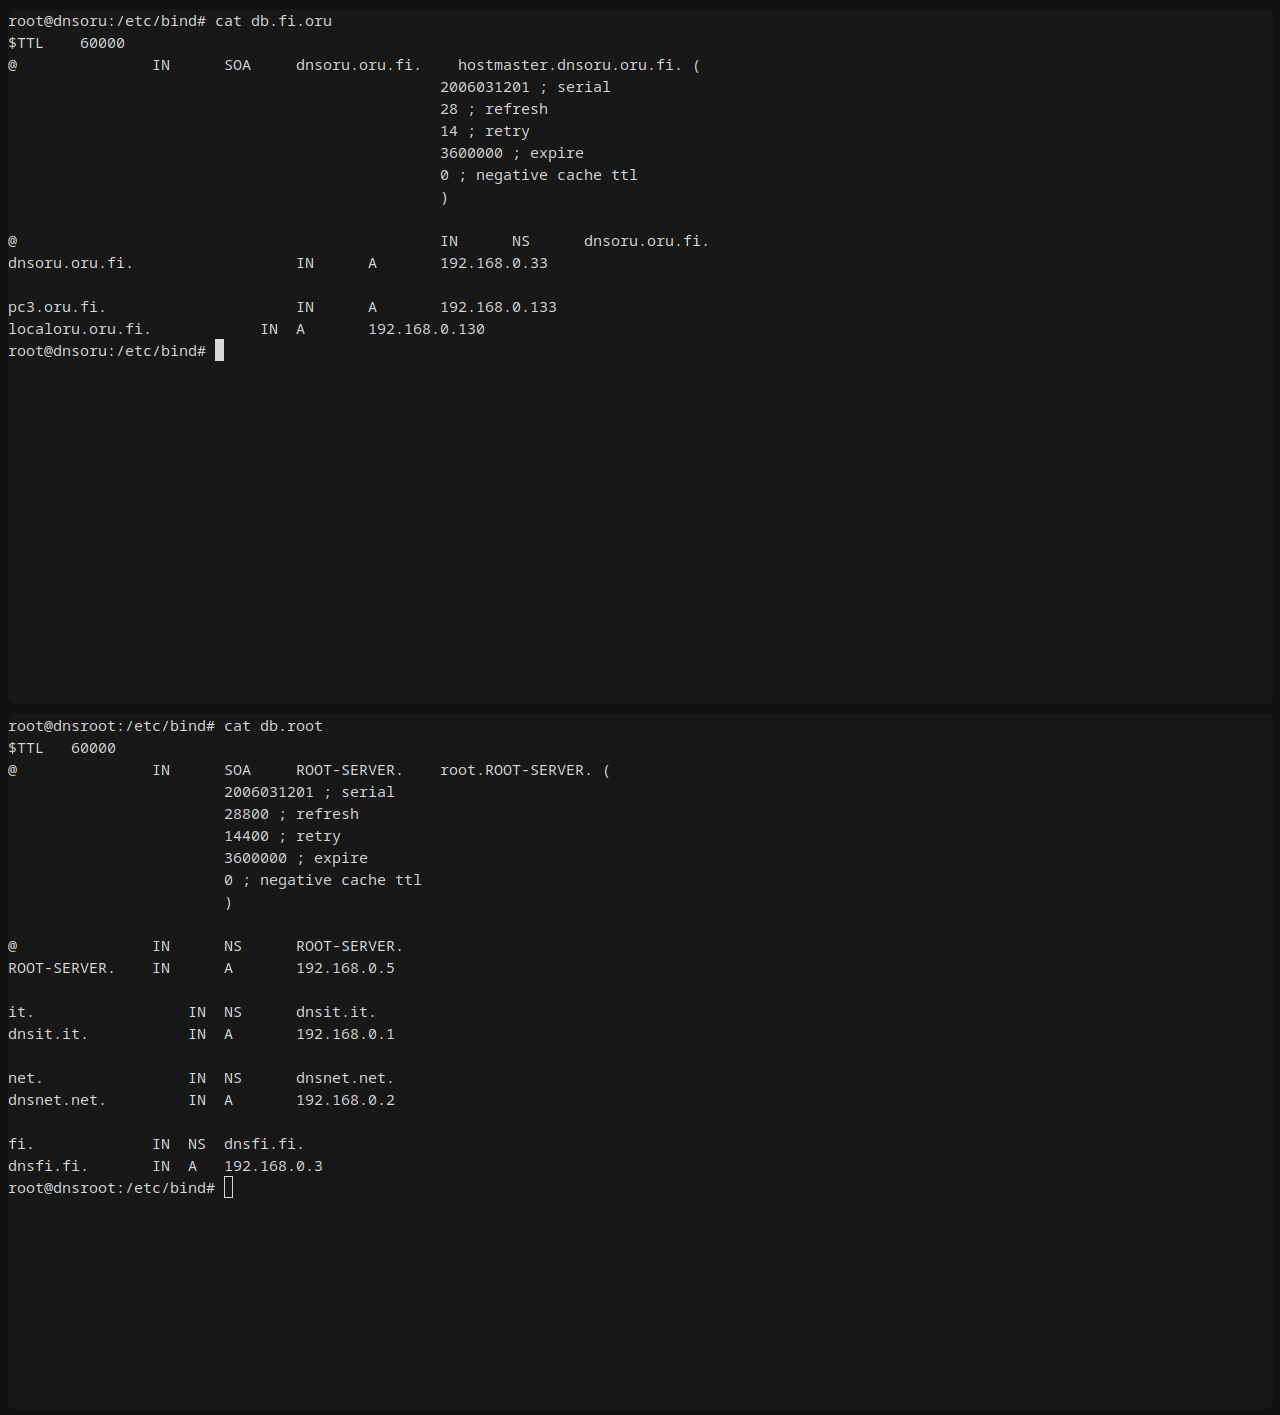 root@dnsoru:/etc/bind# cat db.fi.oru
$TTL    60000
@               IN      SOA     dnsoru.oru.fi.    hostmaster.dnsoru.oru.fi. (
                                                2006031201 ; serial
                                                28 ; refresh
                                                14 ; retry
                                                3600000 ; expire
                                                0 ; negative cache ttl
                                                )
@                                               IN      NS      dnsoru.oru.fi.
dnsoru.oru.fi.                  IN      A       192.168.0.33
pc3.oru.fi.                     IN      A       192.168.0.133
localoru.oru.fi.            IN  A       192.168.0.130
root@dnsoru:/etc/bind#
root@dnsroot:/etc/bind# cat db.root
$TTL   60000
@               IN      SOA     ROOT-SERVER.    root.ROOT-SERVER. (
                        2006031201 ; serial
                        28800 ; refresh
                        14400 ; retry
                        3600000 ; expire
                        0 ; negative cache ttl
                        )
@               IN      NS      ROOT-SERVER.
ROOT-SERVER.    IN      A       192.168.0.5
it.                 IN  NS      dnsit.it.
dnsit.it.           IN  A       192.168.0.1
net.                IN  NS      dnsnet.net.
dnsnet.net.         IN  A       192.168.0.2
fi.             IN  NS  dnsfi.fi.
dnsfi.fi.       IN  A   192.168.0.3
root@dnsroot:/etc/bind#